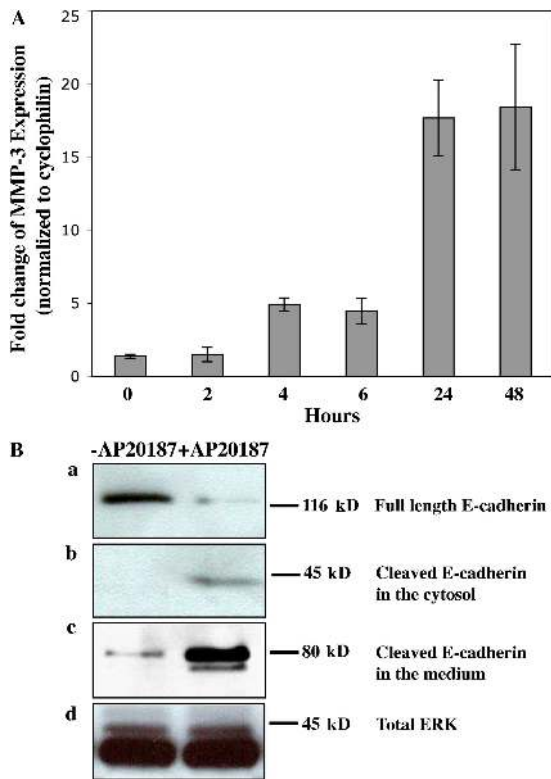 A
Fold change of MMP-3 Expression
(normalized to cyclophilin)
25
20
15
10
5
0
0 2 4 6 24 48
Hours
B
-AP20187+AP20187
a
116 kD Full length E-cadherin
b
45 kD Cleaved E-cadherin
in the cytosol
c
80 kD Cleaved E-cadherin
in the medium
d
45 kD Total ERK